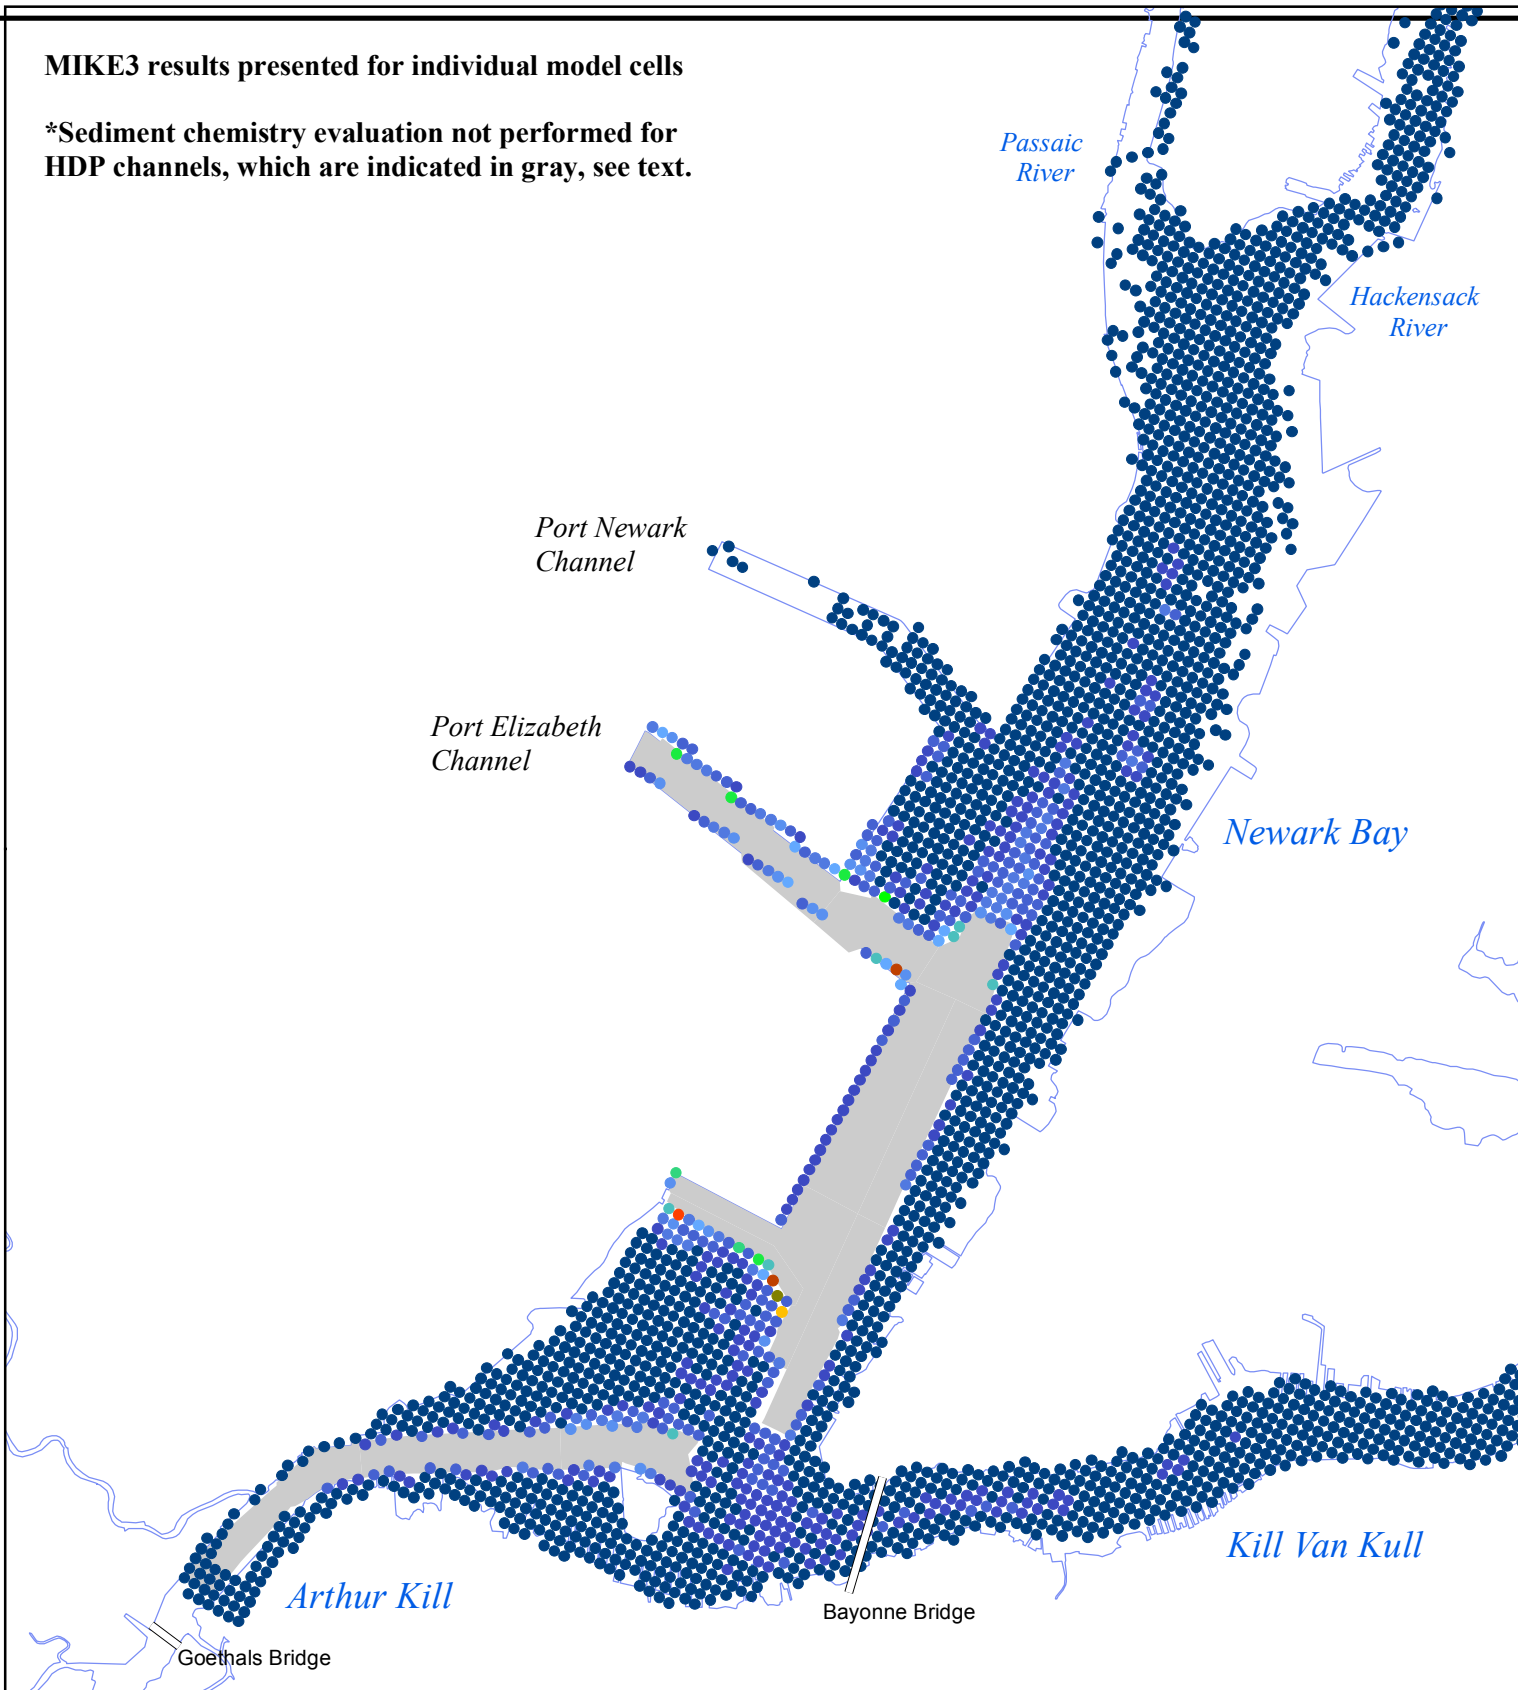 MIKE3 results presented for individual model cells
*Sediment chemistry evaluation not performed for
HDP channels, which are indicated in gray, see text.
Passaic
River
Hackensack
River
Port Newark
Channel
Port Elizabeth
Channel
Newark Bay
Kill Van Kull
Arthur Kill
Bayonne Bridge
Goethals Bridge